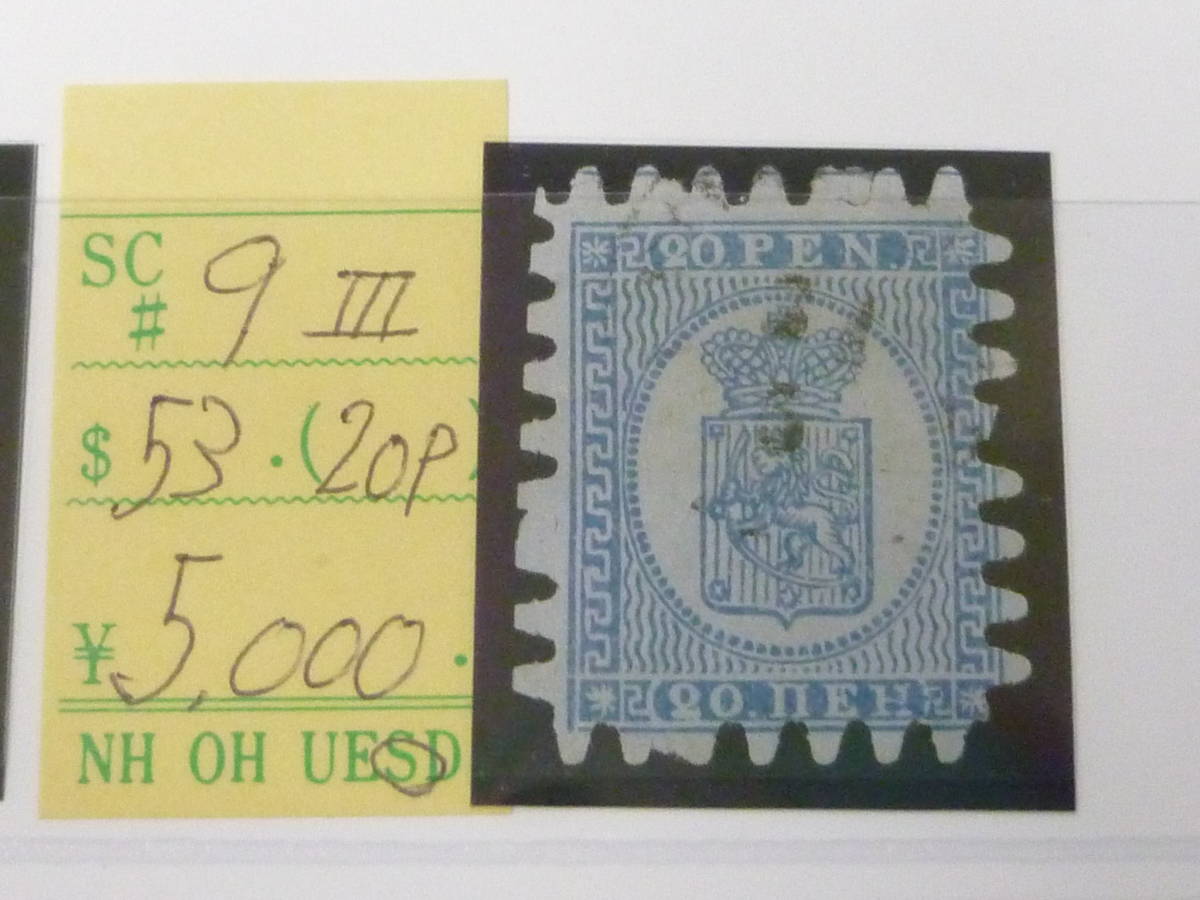 SC # 9 III
$ 53 . (20P)
¥ 5,000 .
NH OH UESD
20 PEN.
20. ПЕН.